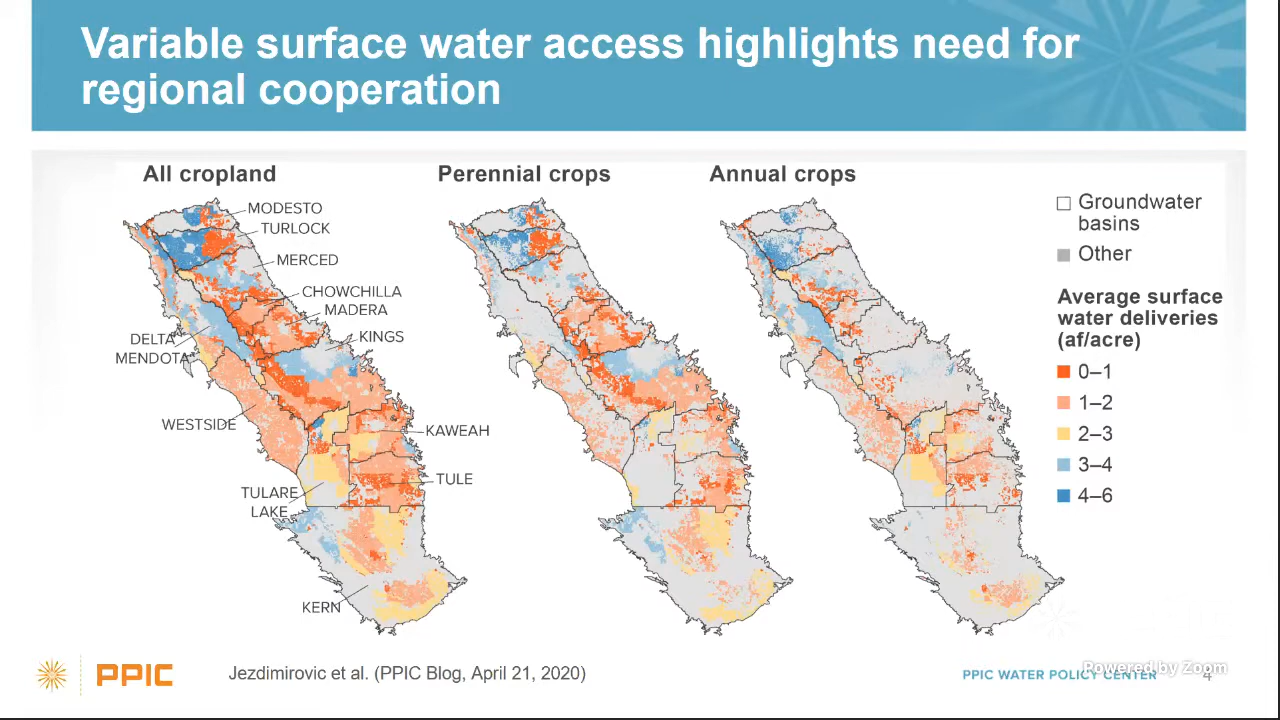 Variable surface water access highlights need for
regional cooperation
All cropland
Perennial crops
Annual crops
MODESTO
TURLOCK
MERCED
CHOWCHILLA
MADERA
KINGS
DELTA
MENDOTA
WESTSIDE
KAWEAH
TULE
TULARE
LAKE
KERN
Groundwater
basins
Other
Average surface
water deliveries
(af/acre)
0–1
1–2
2–3
3–4
4–6
PPIC
Jezdimirovic et al. (PPIC Blog, April 21, 2020)
PPIC WATER POLICY CENTER
Powered by Zoom
4